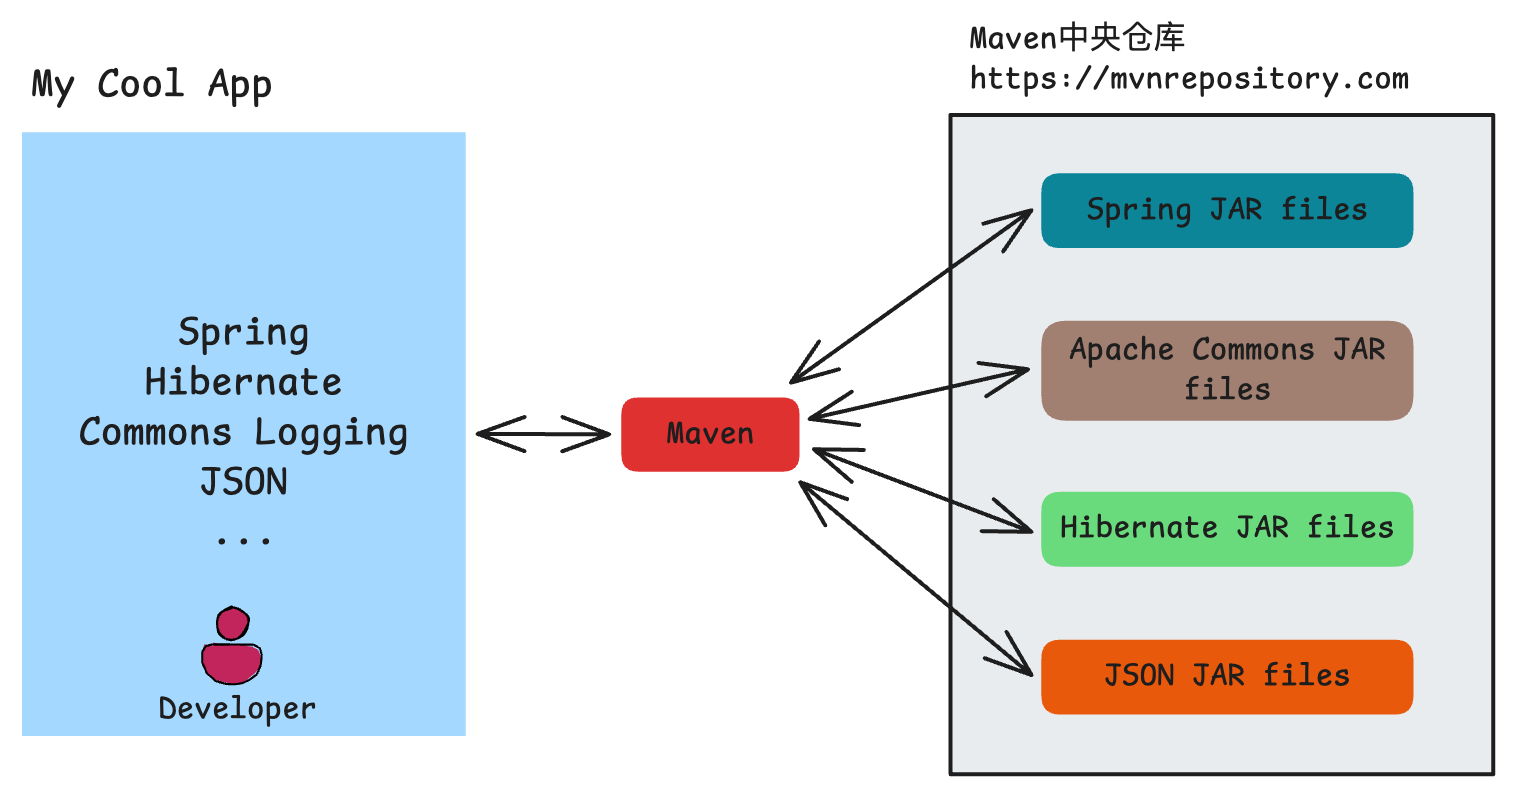 My Cool App
Spring
Hibernate
Commons Logging
JSON
...
Developer
Maven
Maven中央仓库
https://mvnrepository.com
Spring JAR files
Apache Commons JAR
files
Hibernate JAR files
JSON JAR files